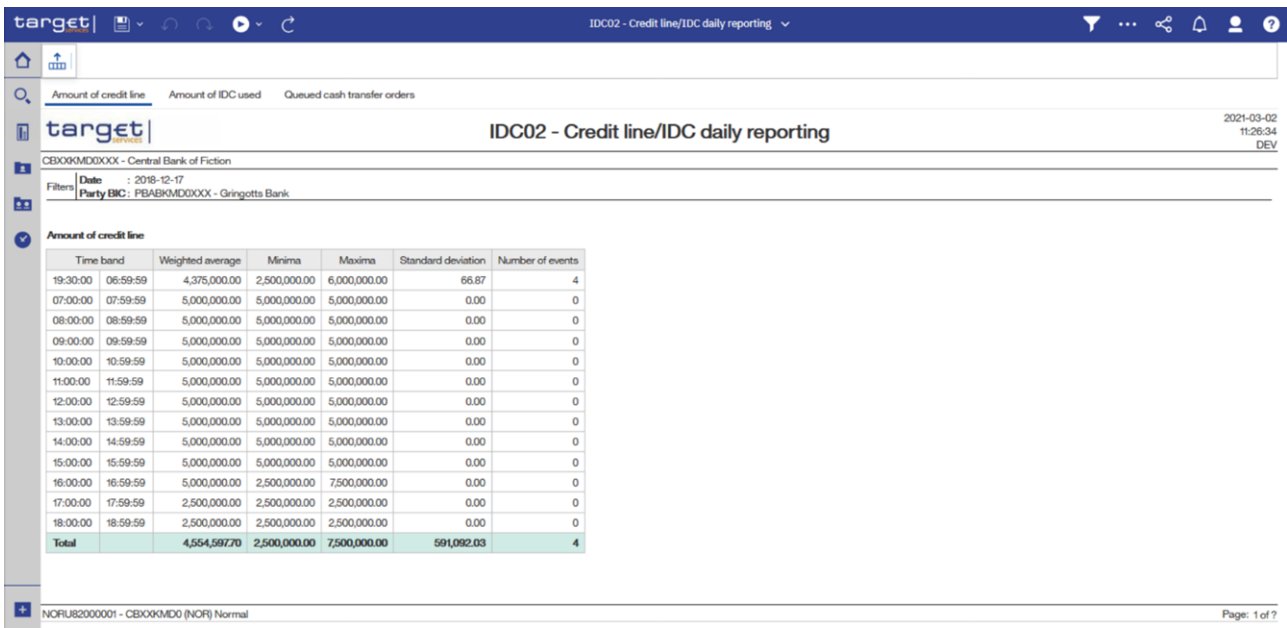 target services IDC02 - Credit line/IDC daily reporting
Amount of credit line Amount of IDC used Queued cash transfer orders
target services IDC02 - Credit line/IDC daily reporting 2021-03-02
11:26:34
DEV
CBXXKMD0XXX - Central Bank of Fiction
Filters Date : 2018-12-17
Party BIC : PBABKMD0XXX - Gringotts Bank
Amount of credit line
Time band Weighted average Minima Maxima Standard deviation Number of events
19:30:00 06:59:59 4,375,000.00 2,500,000.00 6,000,000.00 66.87 4
07:00:00 07:59:59 5,000,000.00 5,000,000.00 5,000,000.00 0.00 0
08:00:00 08:59:59 5,000,000.00 5,000,000.00 5,000,000.00 0.00 0
09:00:00 09:59:59 5,000,000.00 5,000,000.00 5,000,000.00 0.00 0
10:00:00 10:59:59 5,000,000.00 5,000,000.00 5,000,000.00 0.00 0
11:00:00 11:59:59 5,000,000.00 5,000,000.00 5,000,000.00 0.00 0
12:00:00 12:59:59 5,000,000.00 5,000,000.00 5,000,000.00 0.00 0
13:00:00 13:59:59 5,000,000.00 5,000,000.00 5,000,000.00 0.00 0
14:00:00 14:59:59 5,000,000.00 5,000,000.00 5,000,000.00 0.00 0
15:00:00 15:59:59 5,000,000.00 5,000,000.00 5,000,000.00 0.00 0
16:00:00 16:59:59 5,000,000.00 2,500,000.00 7,500,000.00 0.00 0
17:00:00 17:59:59 2,500,000.00 2,500,000.00 2,500,000.00 0.00 0
18:00:00 18:59:59 2,500,000.00 2,500,000.00 2,500,000.00 0.00 0
Total 4,554,597.70 2,500,000.00 7,500,000.00 591,092.03 4
NORU82000001 - CBXXKMD0 (NOR) Normal Page: 1 of ?